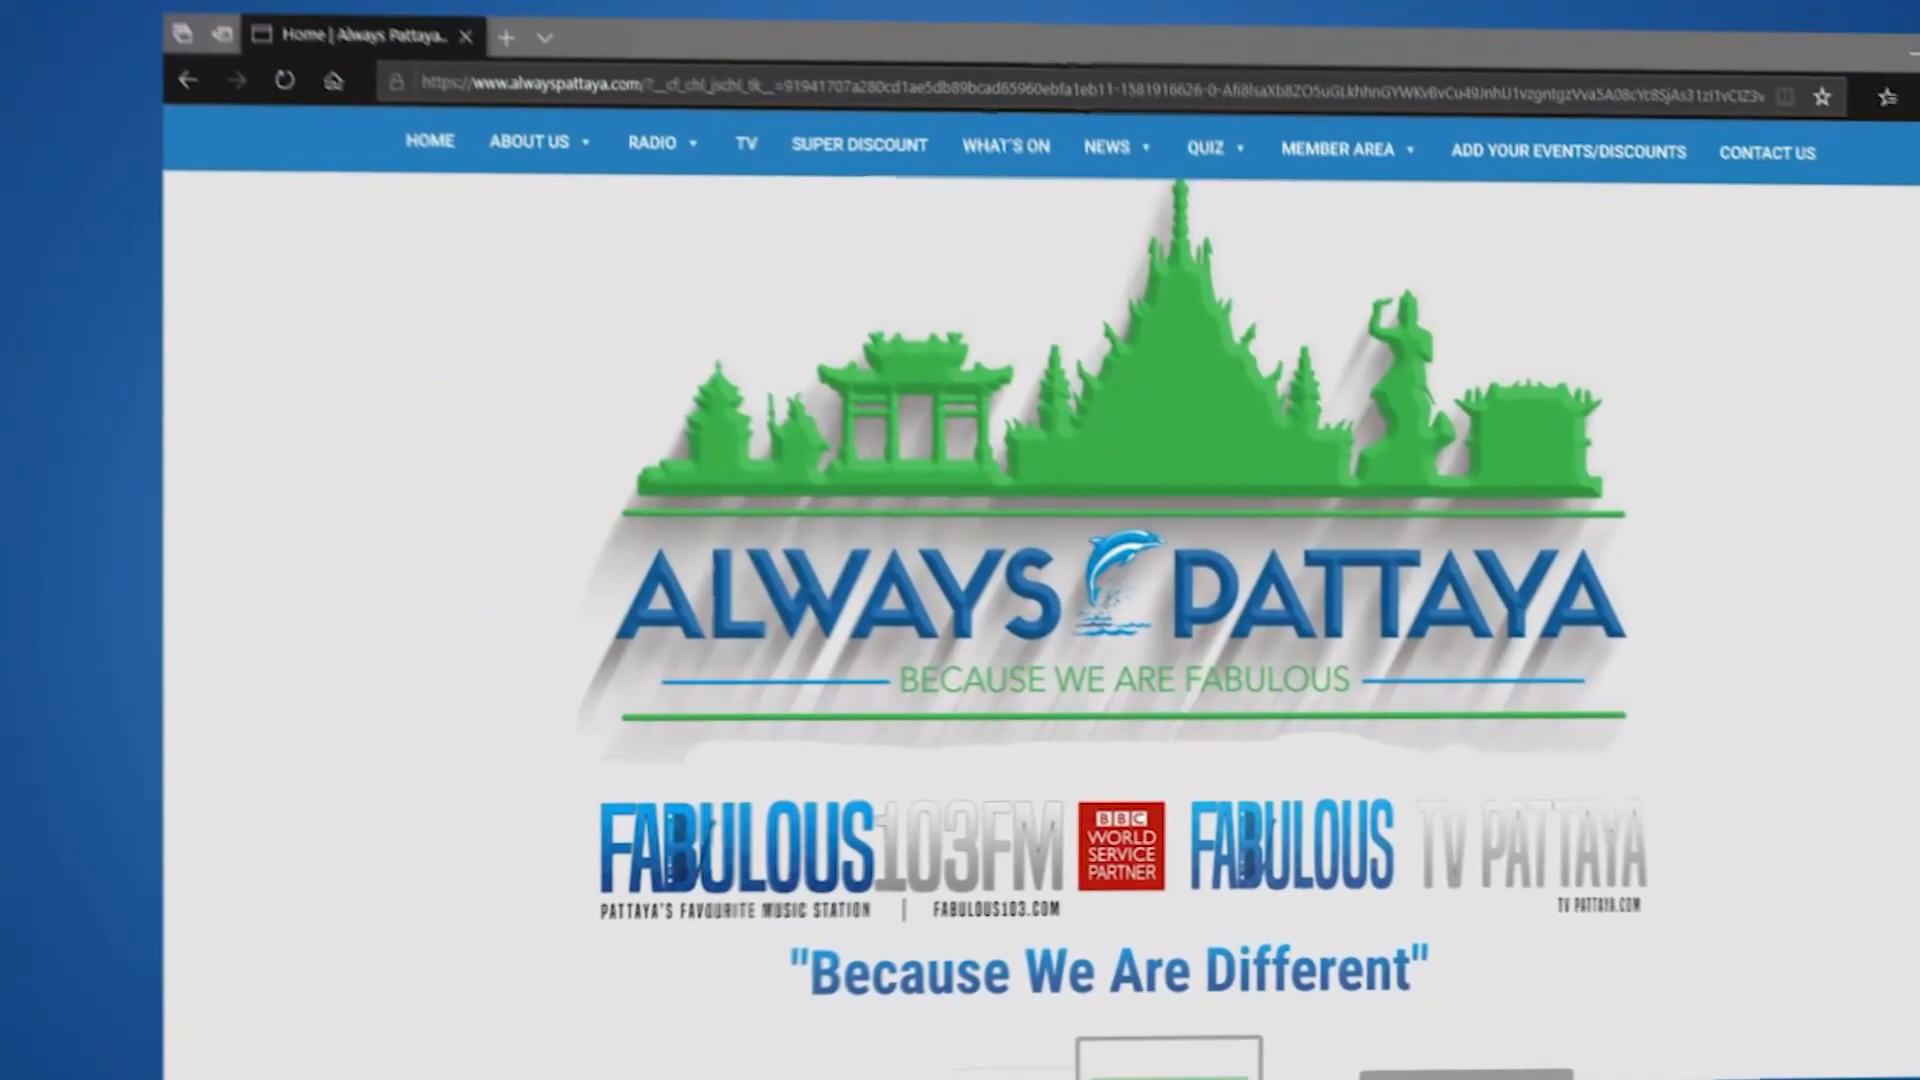 Home | Always Pattaya..
https://www.alwayspattaya.com/
HOME ABOUT US RADIO TV SUPER DISCOUNT WHAT'S ON NEWS QUIZ MEMBER AREA ADD YOUR EVENTS/DISCOUNTS CONTACT US
ALWAYS PATTAYA
BECAUSE WE ARE FABULOUS
FABULOUS103FM
PATTAYA'S FAVOURITE MUSIC STATION | FABULOUS103.COM
BBC
WORLD
SERVICE
PARTNER
FABULOUS TV PATTAYA
TV PATTAYA.COM
"Because We Are Different"